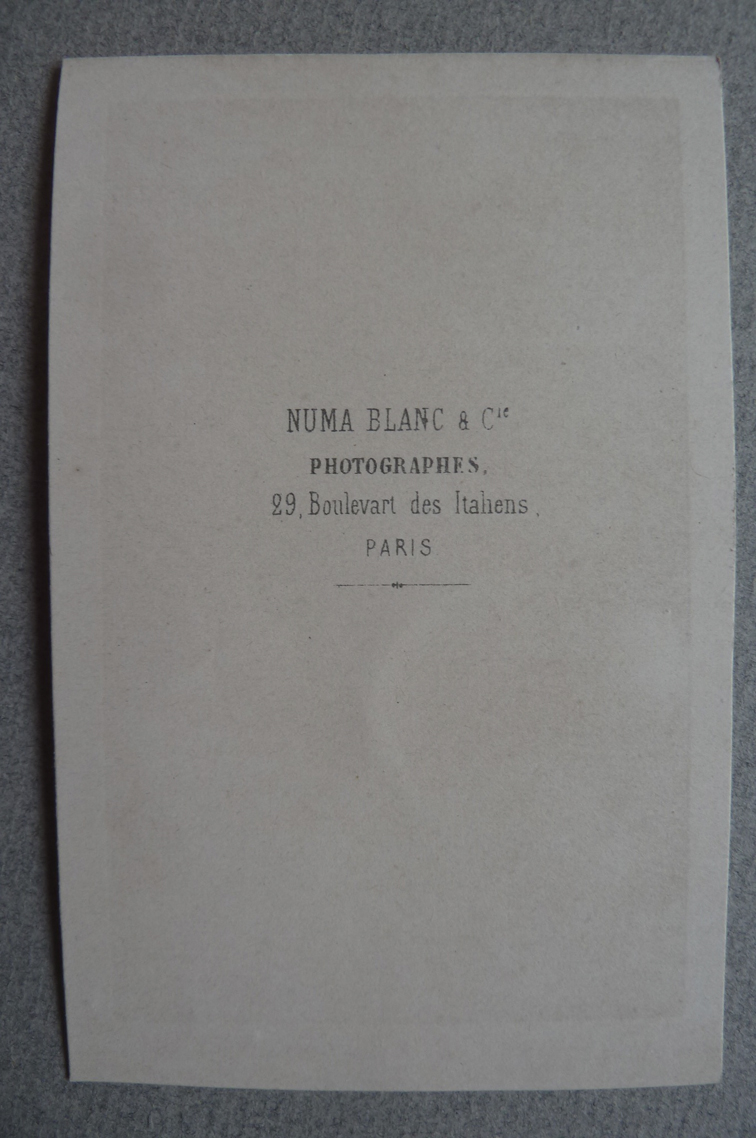 NUMA BLANC & Cie
PHOTOGRAPHES.
29, Boulevart des Italiens,
PARIS